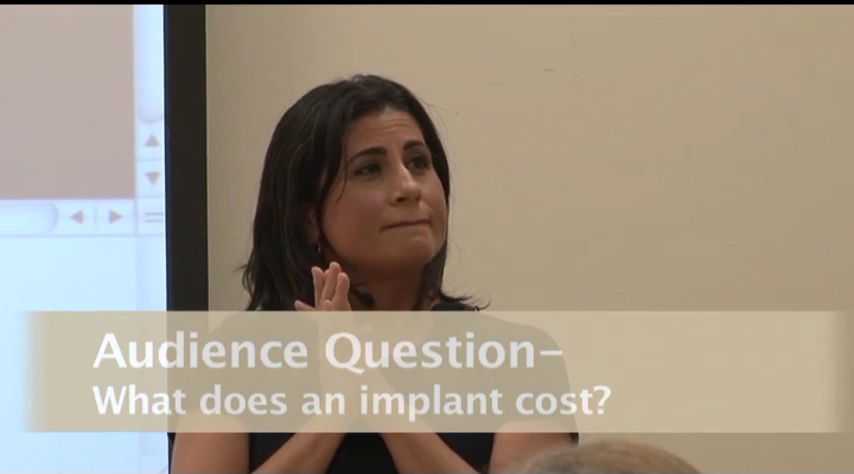 Audience Question–
What does an implant cost?